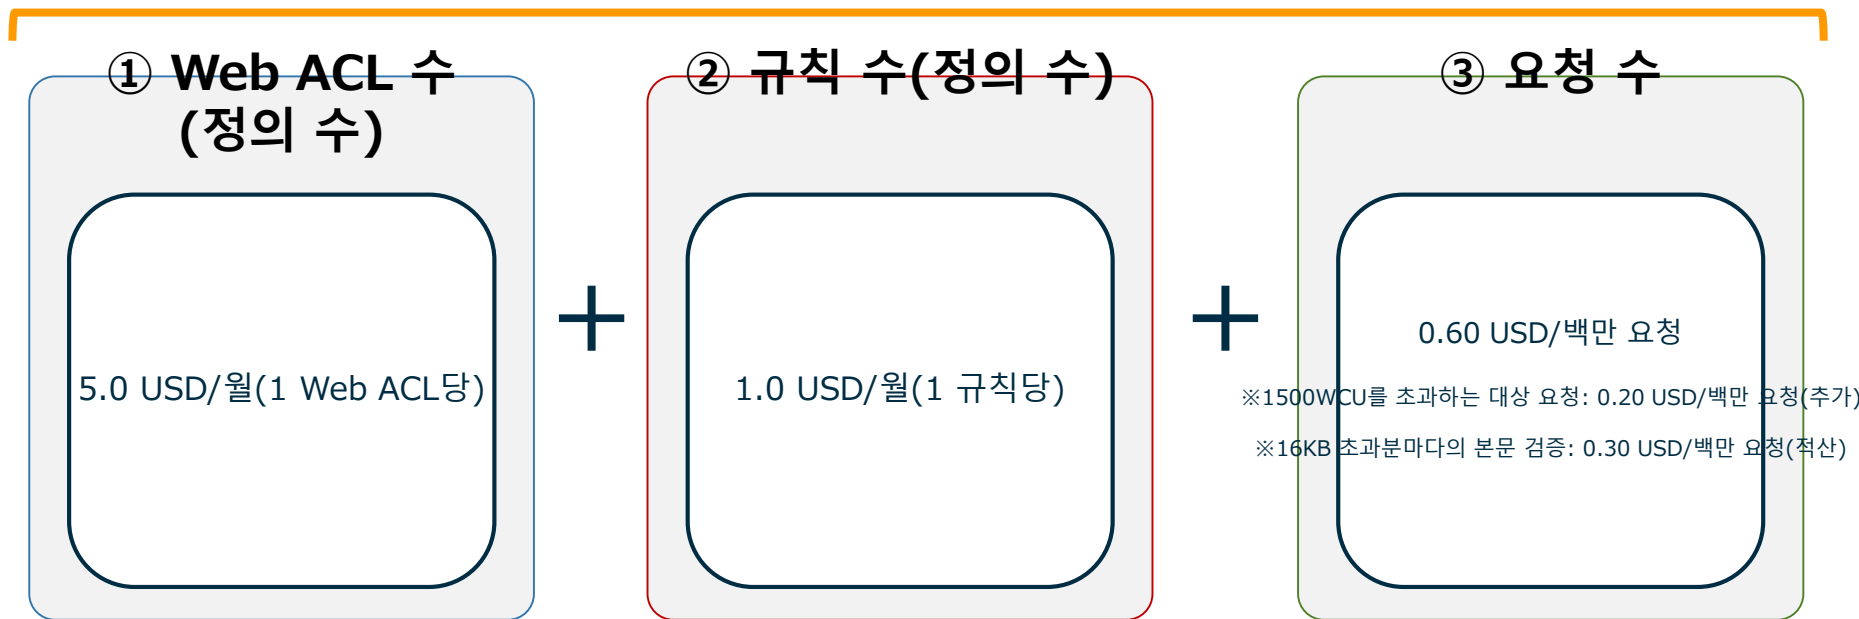 ① Web ACL 수
(정의 수)
5.0 USD/월(1 Web ACL당)
② 규칙 수(정의 수)
1.0 USD/월(1 규칙당)
③ 요청 수
0.60 USD/백만 요청
※1500WCU를 초과하는 대상 요청: 0.20 USD/백만 요청(추가)
※16KB 초과분마다의 본문 검증: 0.30 USD/백만 요청(적산)